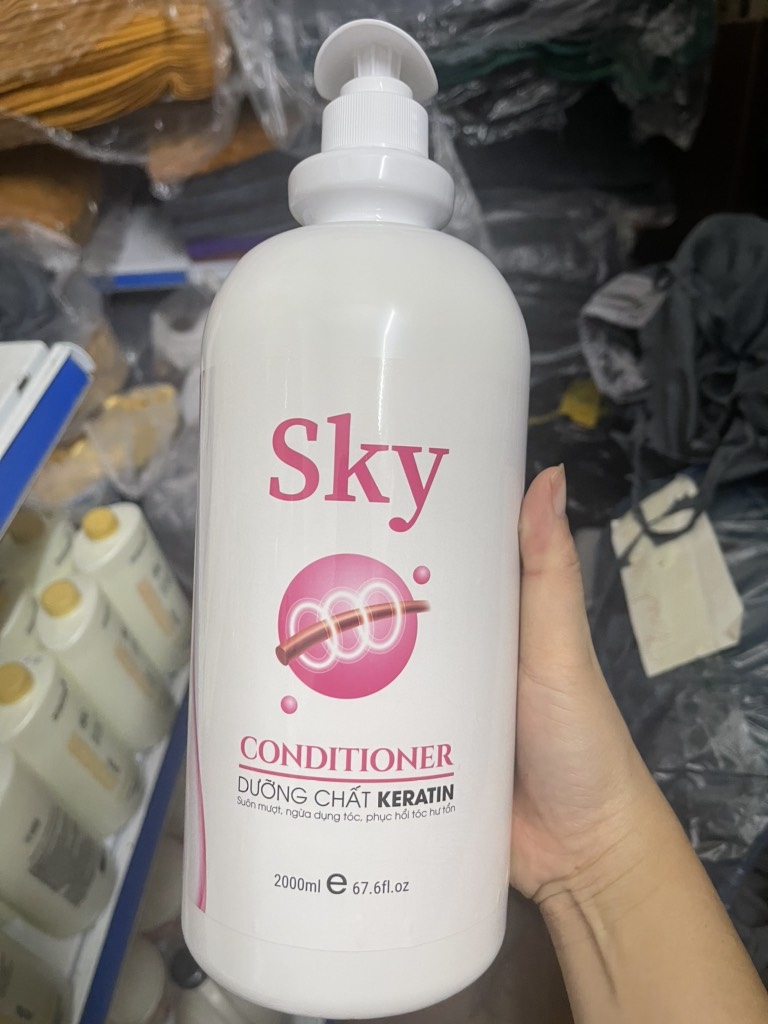 Sky
CONDITIONER
DƯỠNG CHẤT KERATIN
Suôn mượt, ngừa dụng tóc, phục hồi tóc hư tổn
2000ml e 67.6fl.oz